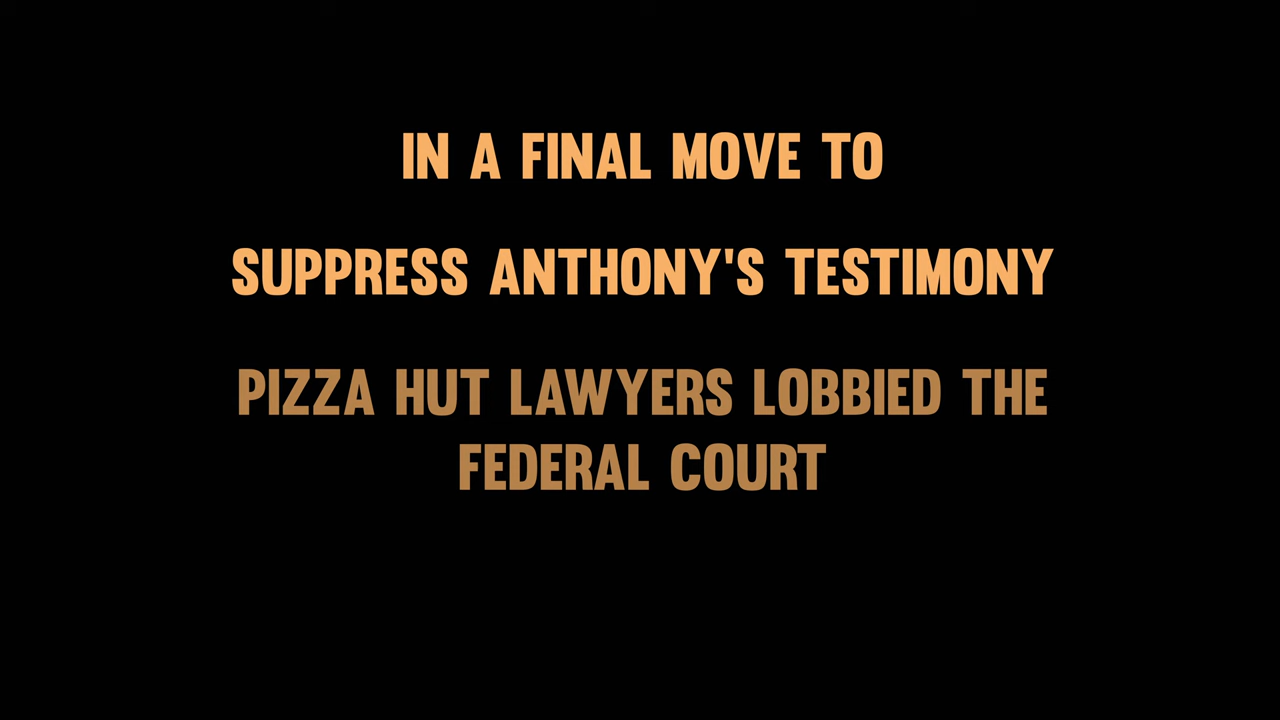 IN A FINAL MOVE TO
SUPPRESS ANTHONY'S TESTIMONY
PIZZA HUT LAWYERS LOBBIED THE
FEDERAL COURT